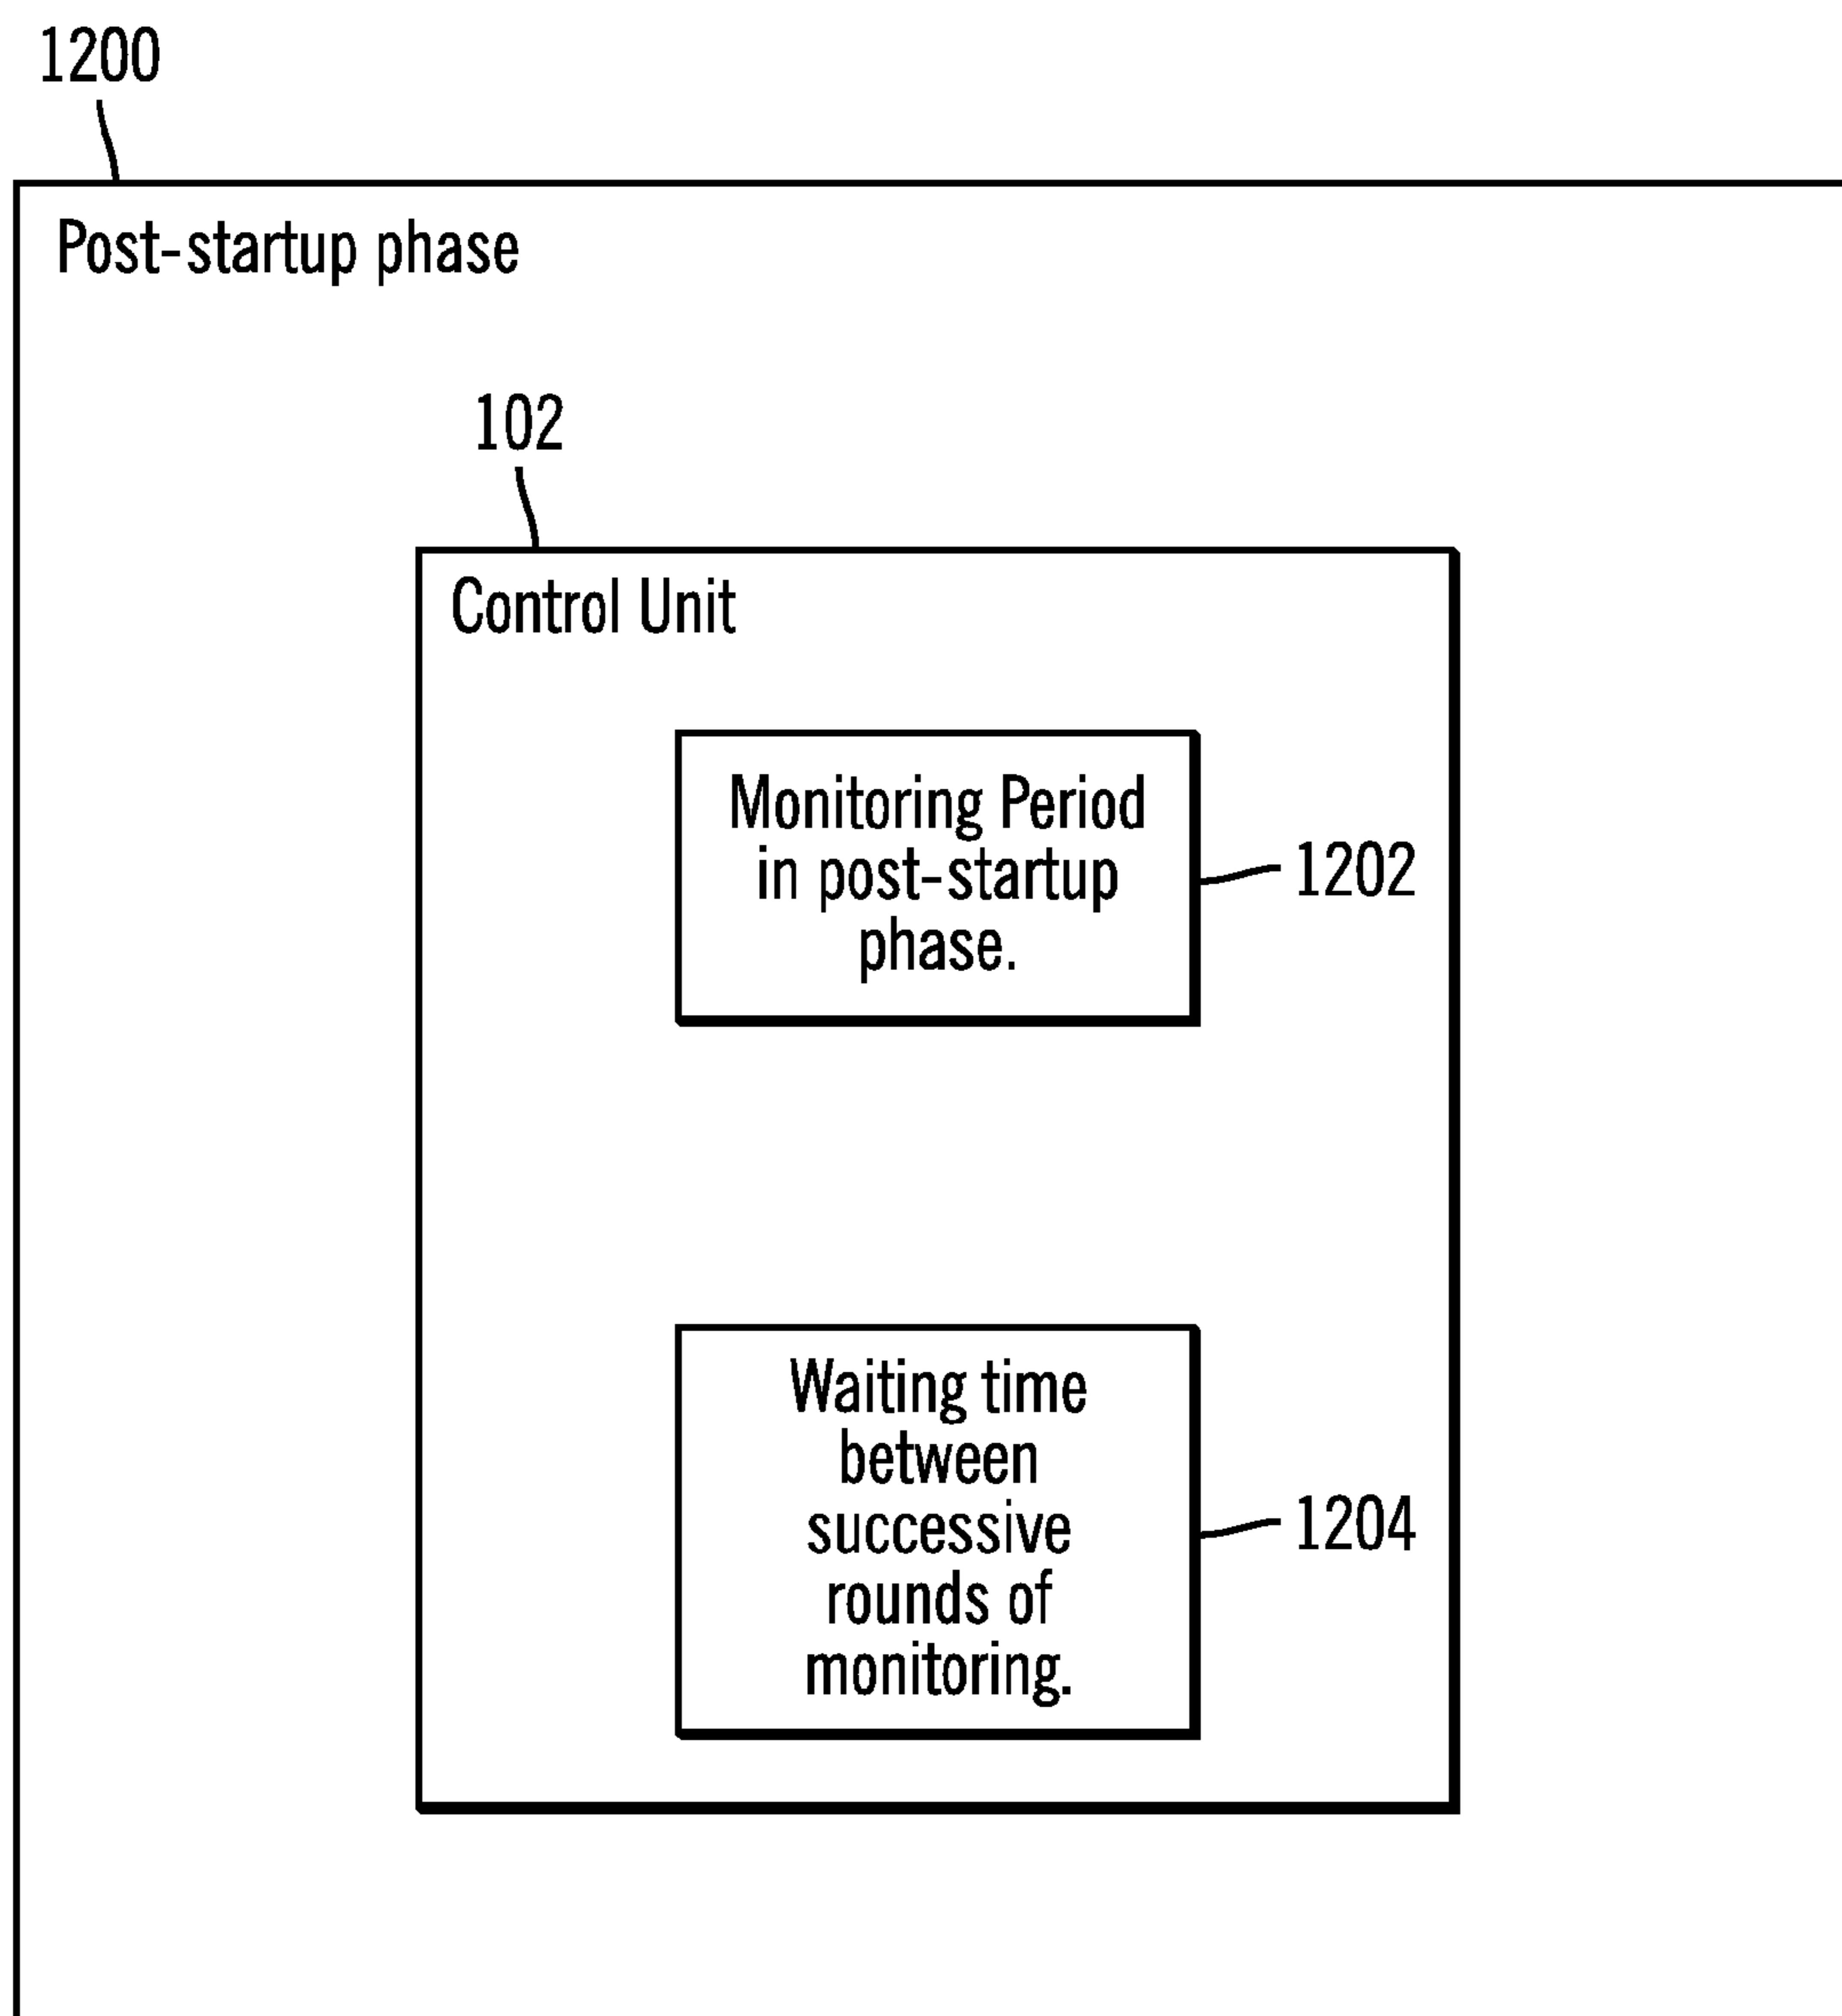 1200
Post-startup phase
102
Control Unit
Monitoring Period
in post-startup
phase.
1202
Waiting time
between
successive
rounds of
monitoring.
1204